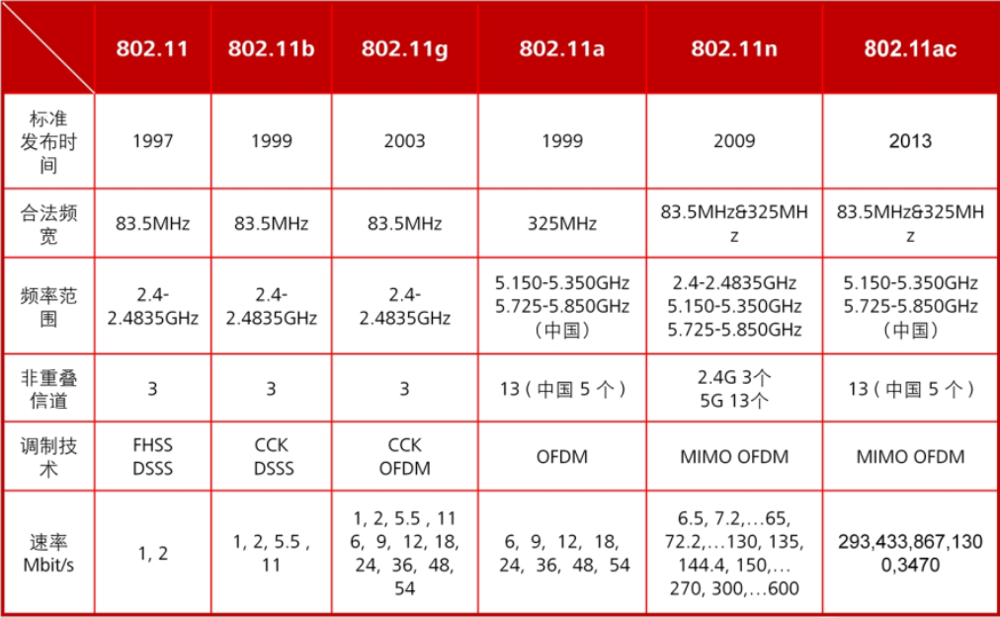 802.11 802.11b 802.11g 802.11a 802.11n 802.11ac
标准
发布时
间
1997
1999
2003
1999
2009
2013
合法频
宽
83.5MHz
83.5MHz
83.5MHz
325MHz
83.5MHz&325MH
z
83.5MHz&325MH
z
频率范
围
2.4-
2.4835GHz
2.4-
2.4835GHz
2.4-
2.4835GHz
5.150-5.350GHz
5.725-5.850GHz
（中国）
2.4-2.4835GHz
5.150-5.350GHz
5.725-5.850GHz
5.150-5.350GHz
5.725-5.850GHz
（中国）
非重叠
信道
3
3
3
13（中国 5 个）
2.4G 3个
5G 13个
13（中国 5 个）
调制技
术
FHSS
DSSS
CCK
DSSS
CCK
OFDM
OFDM
MIMO OFDM
MIMO OFDM
速率
Mbit/s
1, 2
1, 2, 5.5 ,
11
1, 2, 5.5 , 11
6, 9, 12, 18,
24, 36, 48,
54
6, 9, 12, 18,
24, 36, 48, 54
6.5, 7.2,…65,
72.2,…130, 135,
144.4, 150,…
270, 300,…600
293,433,867,130
0,3470